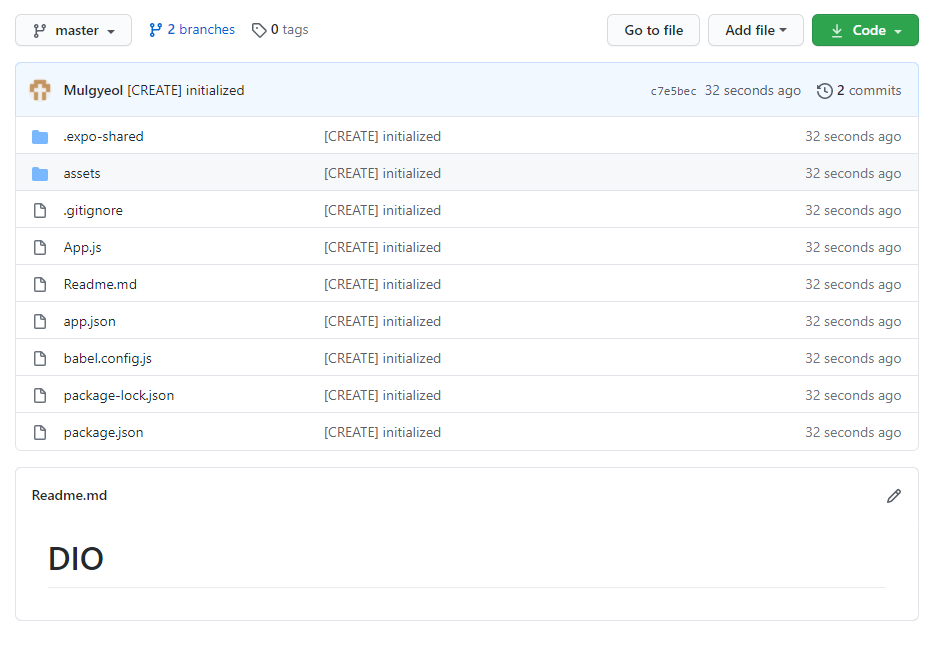 master 2 branches 0 tags Go to file Add file Code
Mulgyeol [CREATE] initialized c7e5bec 32 seconds ago 2 commits
.expo-shared [CREATE] initialized 32 seconds ago
assets [CREATE] initialized 32 seconds ago
.gitignore [CREATE] initialized 32 seconds ago
App.js [CREATE] initialized 32 seconds ago
Readme.md [CREATE] initialized 32 seconds ago
app.json [CREATE] initialized 32 seconds ago
babel.config.js [CREATE] initialized 32 seconds ago
package-lock.json [CREATE] initialized 32 seconds ago
package.json [CREATE] initialized 32 seconds ago
Readme.md
DIO